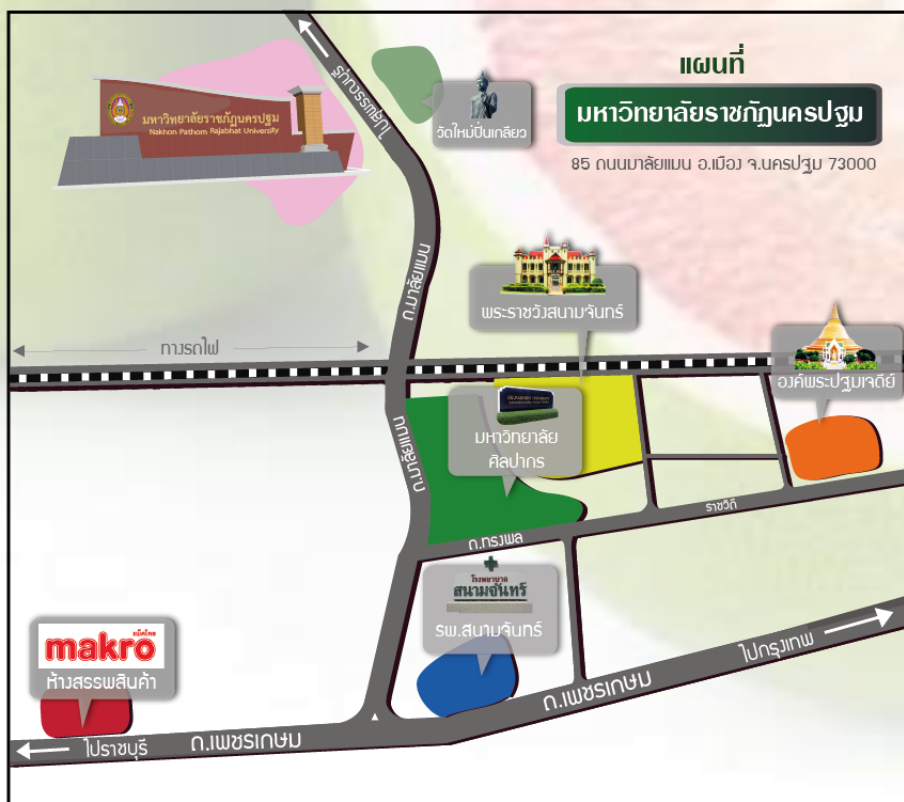 แผนที่
มหาวิทยาลัยราชภัฏนครปฐม
85 ถนนมาลัยแมน อ.เมือง จ.นครปฐม 73000
ไปสุพรรณบุรี
มหาวิทยาลัยราชภัฏนครปฐม
Nakhon Pathom Rajabhat University
วัดใหม่ปิ่นเกลียว
ถ.มาลัยแมน
พระราชวังสนามจันทร์
ทางรถไฟ
องค์พระปฐมเจดีย์
มหาวิทยาลัย
ศิลปากร
ถ.มาลัยแมน
ราชวิถี
ถ.ทรงพล
โรงพยาบาล
สนามจันทร์
รพ.สนามจันทร์
แม็คโคร
makro
ห้างสรรพสินค้า
ไปกรุงเทพ
ถ.เพชรเกษม
ถ.เพชรเกษม
ไปราชบุรี